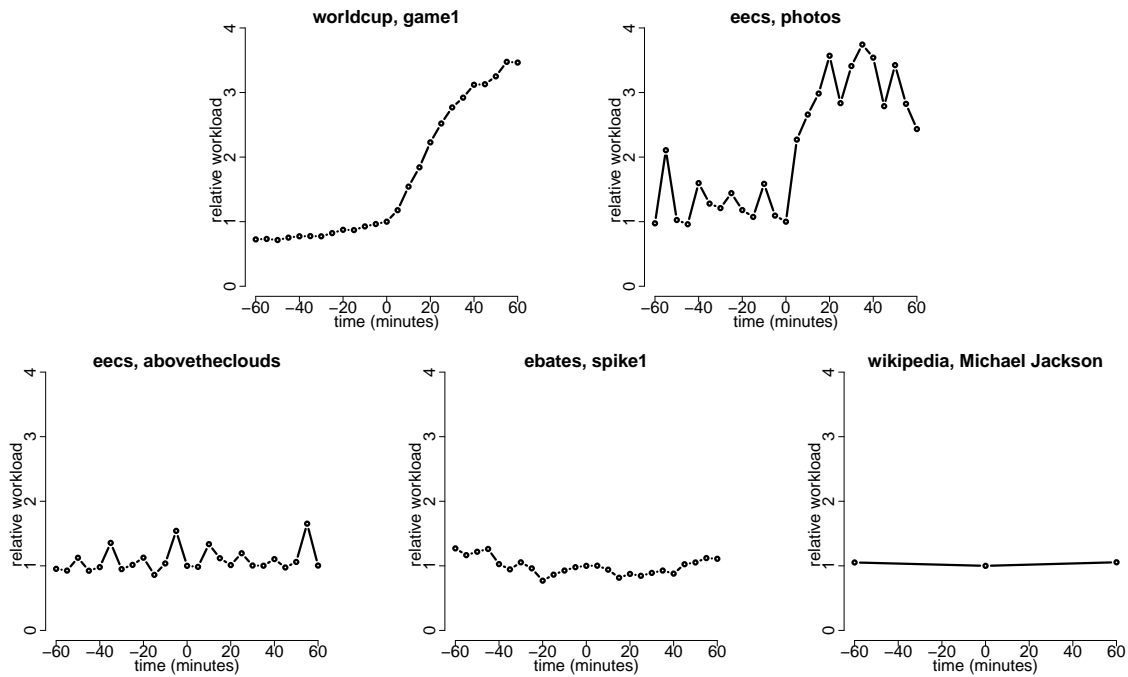 worldcup, game1
relative workload
0 1 2 3 4
−60 −40 −20 0 20 40 60
time (minutes)
eecs, photos
relative workload
0 1 2 3 4
−60 −40 −20 0 20 40 60
time (minutes)
eecs, abovetheclouds
relative workload
0 1 2 3 4
−60 −40 −20 0 20 40 60
time (minutes)
ebates, spike1
relative workload
0 1 2 3 4
−60 −40 −20 0 20 40 60
time (minutes)
wikipedia, Michael Jackson
relative workload
0 1 2 3 4
−60 −40 −20 0 20 40 60
time (minutes)